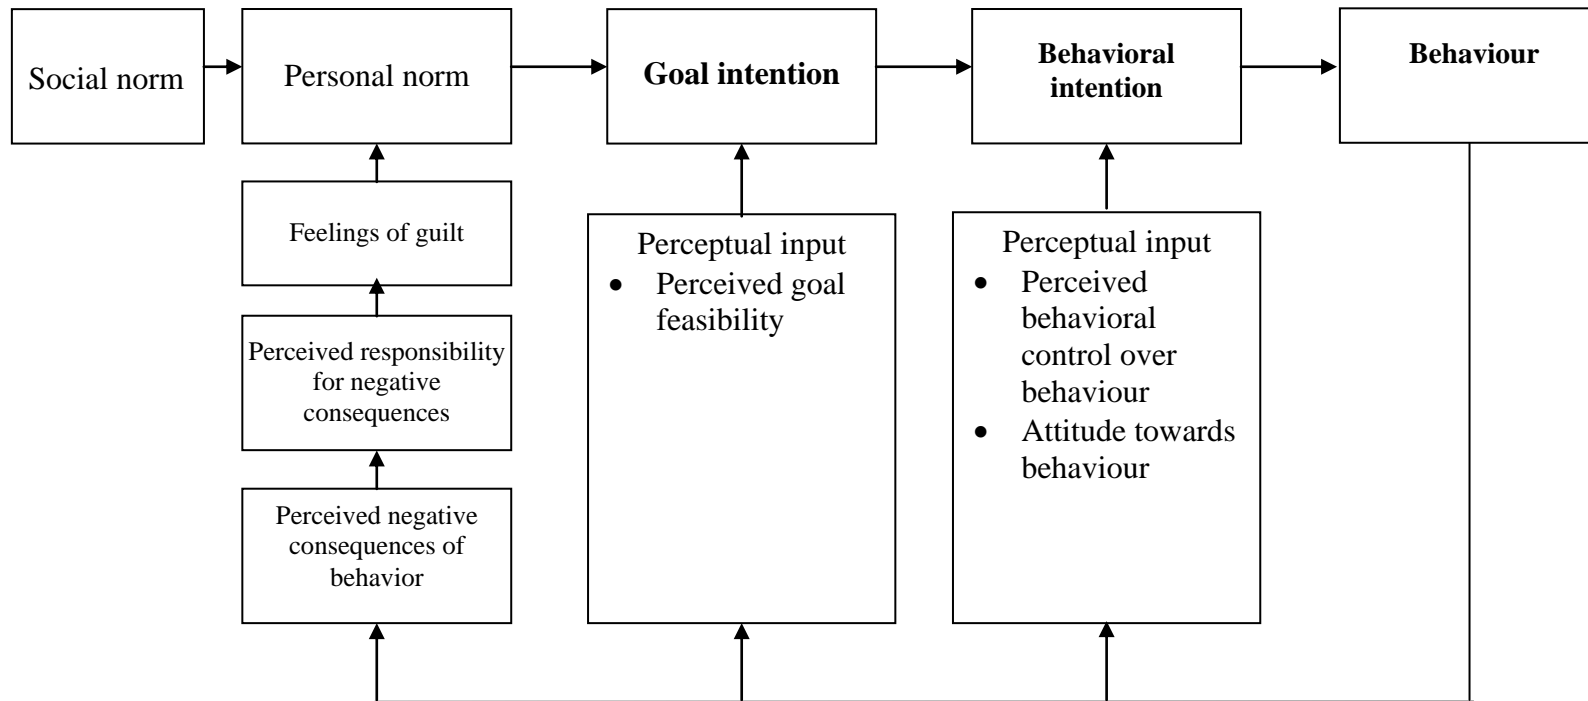 Social norm
Personal norm
Goal intention
Behavioral
intention
Behaviour
Feelings of guilt
Perceived responsibility
for negative
consequences
Perceived negative
consequences of
behavior
Perceptual input
• Perceived goal
feasibility
Perceptual input
• Perceived
behavioral
control over
behaviour
• Attitude towards
behaviour